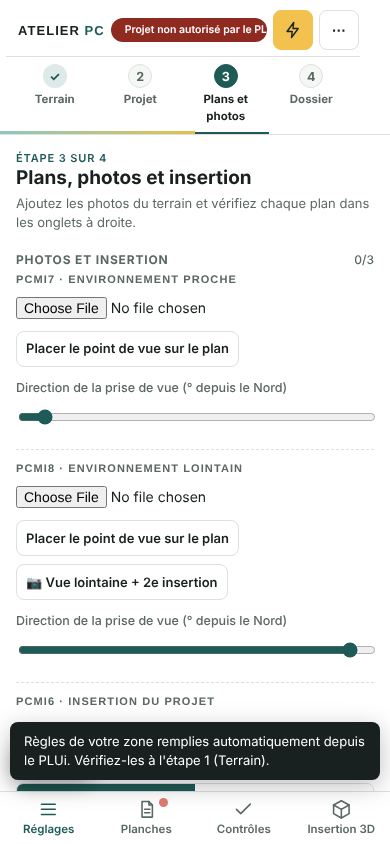 ATELIER PC
Projet non autorisé par le PL
...
Terrain
2
Projet
3
Plans et
photos
4
Dossier
ÉTAPE 3 SUR 4
Plans, photos et insertion
Ajoutez les photos du terrain et vérifiez chaque plan dans
les onglets à droite.
PHOTOS ET INSERTION 0/3
PCMI7 · ENVIRONNEMENT PROCHE
Choose File No file chosen
Placer le point de vue sur le plan
Direction de la prise de vue (° depuis le Nord)
PCMI8 · ENVIRONNEMENT LOINTAIN
Choose File No file chosen
Placer le point de vue sur le plan
📷 Vue lointaine + 2e insertion
Direction de la prise de vue (° depuis le Nord)
PCMI6 · INSERTION DU PROJET
Règles de votre zone remplies automatiquement depuis
le PLUi. Vérifiez-les à l'étape 1 (Terrain).
Réglages
Planches
Contrôles
Insertion 3D